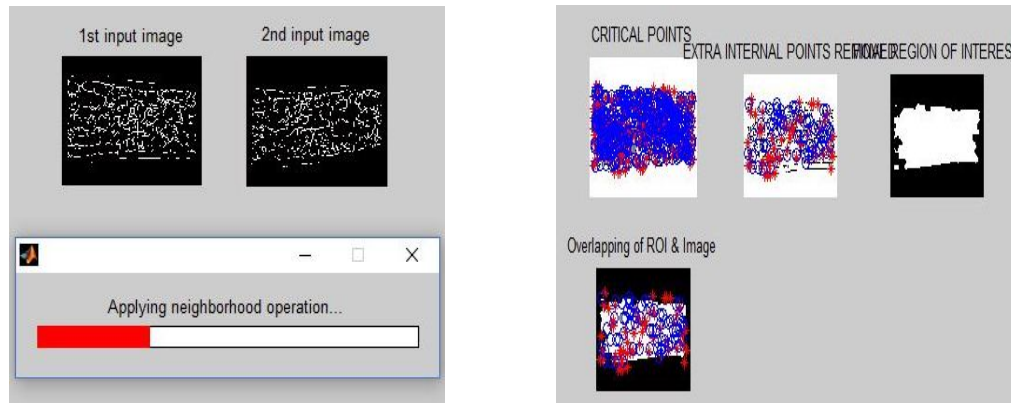 1st input image
2nd input image
Applying neighborhood operation...
CRITICAL POINTS
EXTRA INTERNAL POINTS REMOVED
REGION OF INTERES
Overlapping of ROI & Image